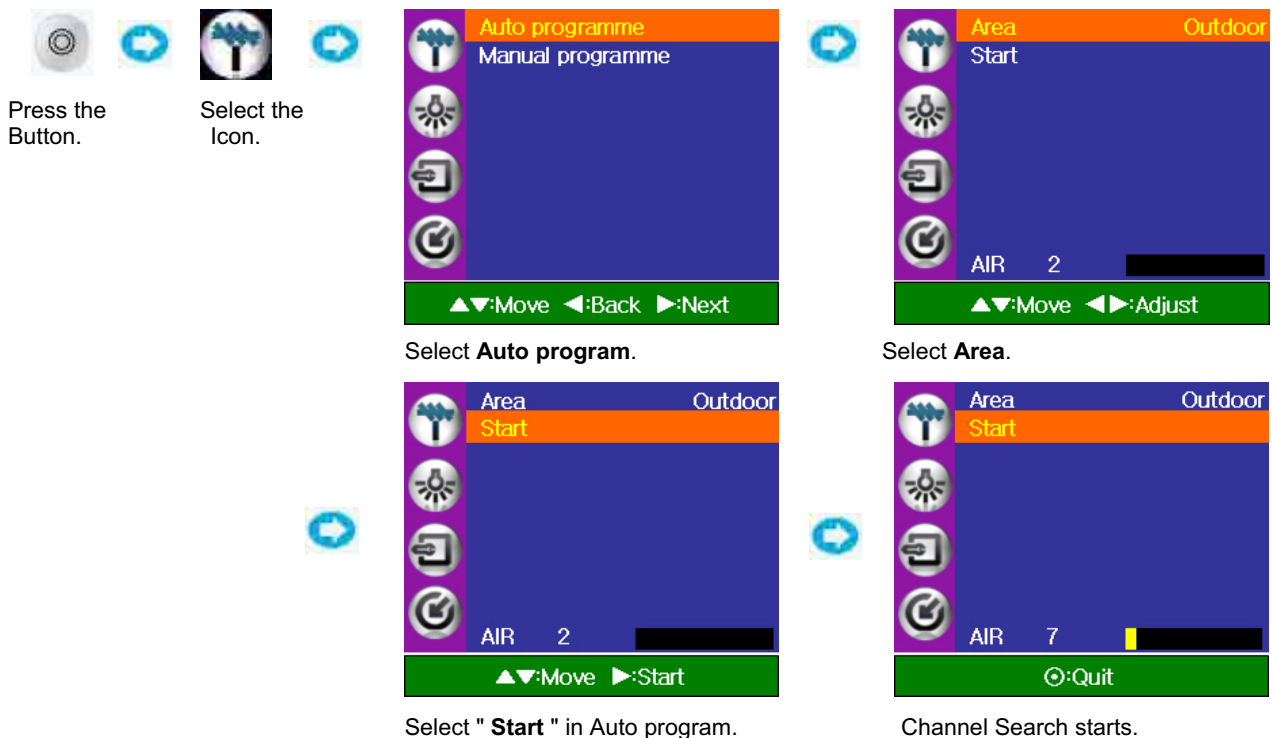 Press the
Button.
Select the
Icon.
Auto programme
Manual programme
▲▼:Move ◀:Back ▶:Next
Select Auto program.
Area Outdoor
Start
AIR 2
▲▼:Move ◀▶:Adjust
Select Area.
Area Outdoor
Start
AIR 2
▲▼:Move ▶:Start
Select " Start " in Auto program.
Area Outdoor
Start
AIR 7
⊙:Quit
Channel Search starts.